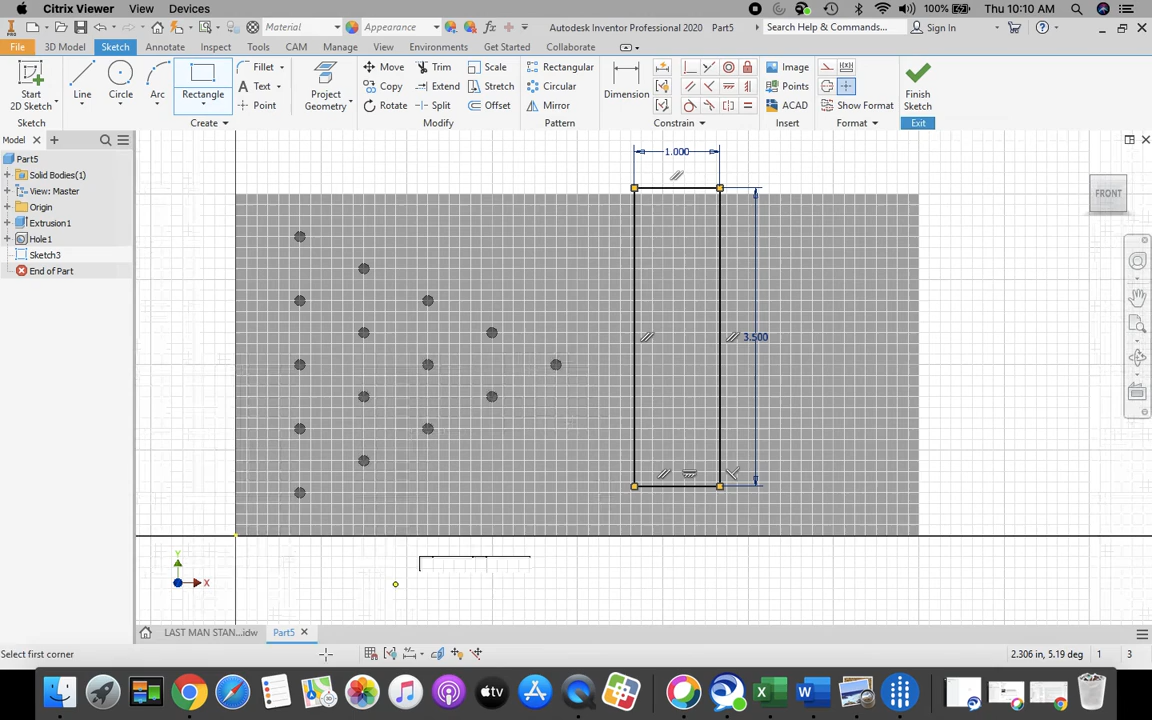 Citrix Viewer View Devices 100% Thu 10:10 AM
PRO Material Appearance fx Autodesk Inventor Professional 2020 Part5 Search Help & Commands... Sign In ?
File 3D Model Sketch Annotate Inspect Tools CAM Manage View Environments Get Started Collaborate
Start 2D Sketch Line Circle Arc Rectangle Fillet Text Point Project Geometry Move Copy Rotate Trim Extend Split Scale Stretch Offset Rectangular Circular Mirror Dimension Image Points ACAD Show Format Finish Sketch
Sketch Create Modify Pattern Constrain Insert Format Exit
Model
Part5
Solid Bodies(1)
View: Master
Origin
Extrusion1
Hole1
Sketch3
End of Part
1.000
3.500
FRONT
Y
X
LAST MAN STAN...idw Part5
Select first corner 2.306 in, 5.19 deg 1 3
tv
X W